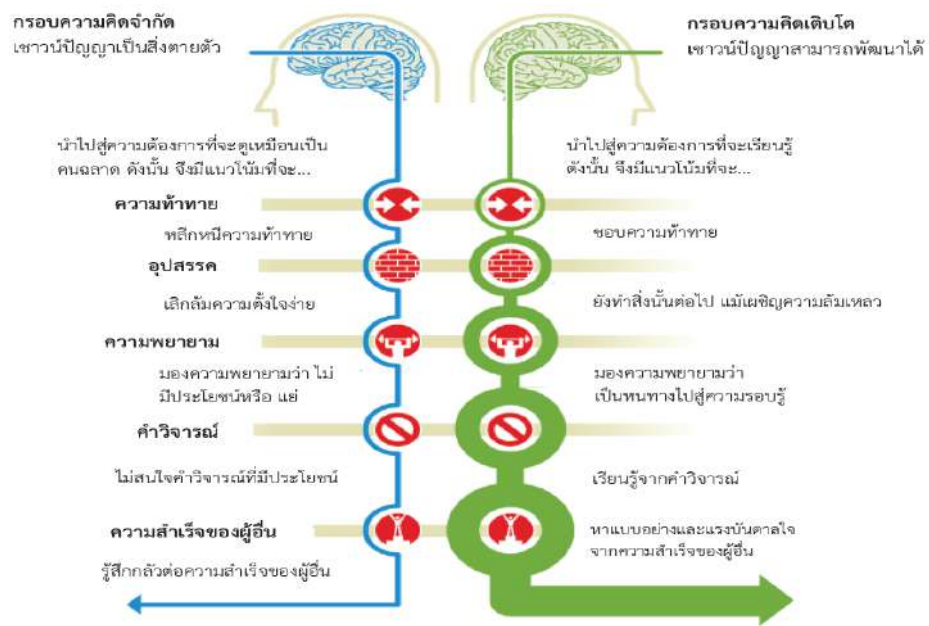 กรอบความคิดจำกัด
เชาวน์ปัญญาเป็นสิ่งตายตัว
กรอบความคิดเติบโต
เชาวน์ปัญญาสามารถพัฒนาได้
นำไปสู่ความต้องการที่จะดูเหมือนเป็น
คนฉลาด ดังนั้น จึงมีแนวโน้มที่จะ...
นำไปสู่ความต้องการที่จะเรียนรู้
ดังนั้น จึงมีแนวโน้มที่จะ...
ความท้าทาย
หลีกหนีความท้าทาย
ชอบความท้าทาย
อุปสรรค
เลิกล้มความตั้งใจง่าย
ยังทำสิ่งนั้นต่อไป แม้เผชิญความล้มเหลว
ความพยายาม
มองความพยายามว่า ไม่
มีประโยชน์หรือ แย่
มองความพยายามว่า
เป็นหนทางไปสู่ความรอบรู้
คำวิจารณ์
ไม่สนใจคำวิจารณ์ที่มีประโยชน์
เรียนรู้จากคำวิจารณ์
ความสำเร็จของผู้อื่น
รู้สึกกลัวต่อความสำเร็จของผู้อื่น
หาแบบอย่างและแรงบันดาลใจ
จากความสำเร็จของผู้อื่น